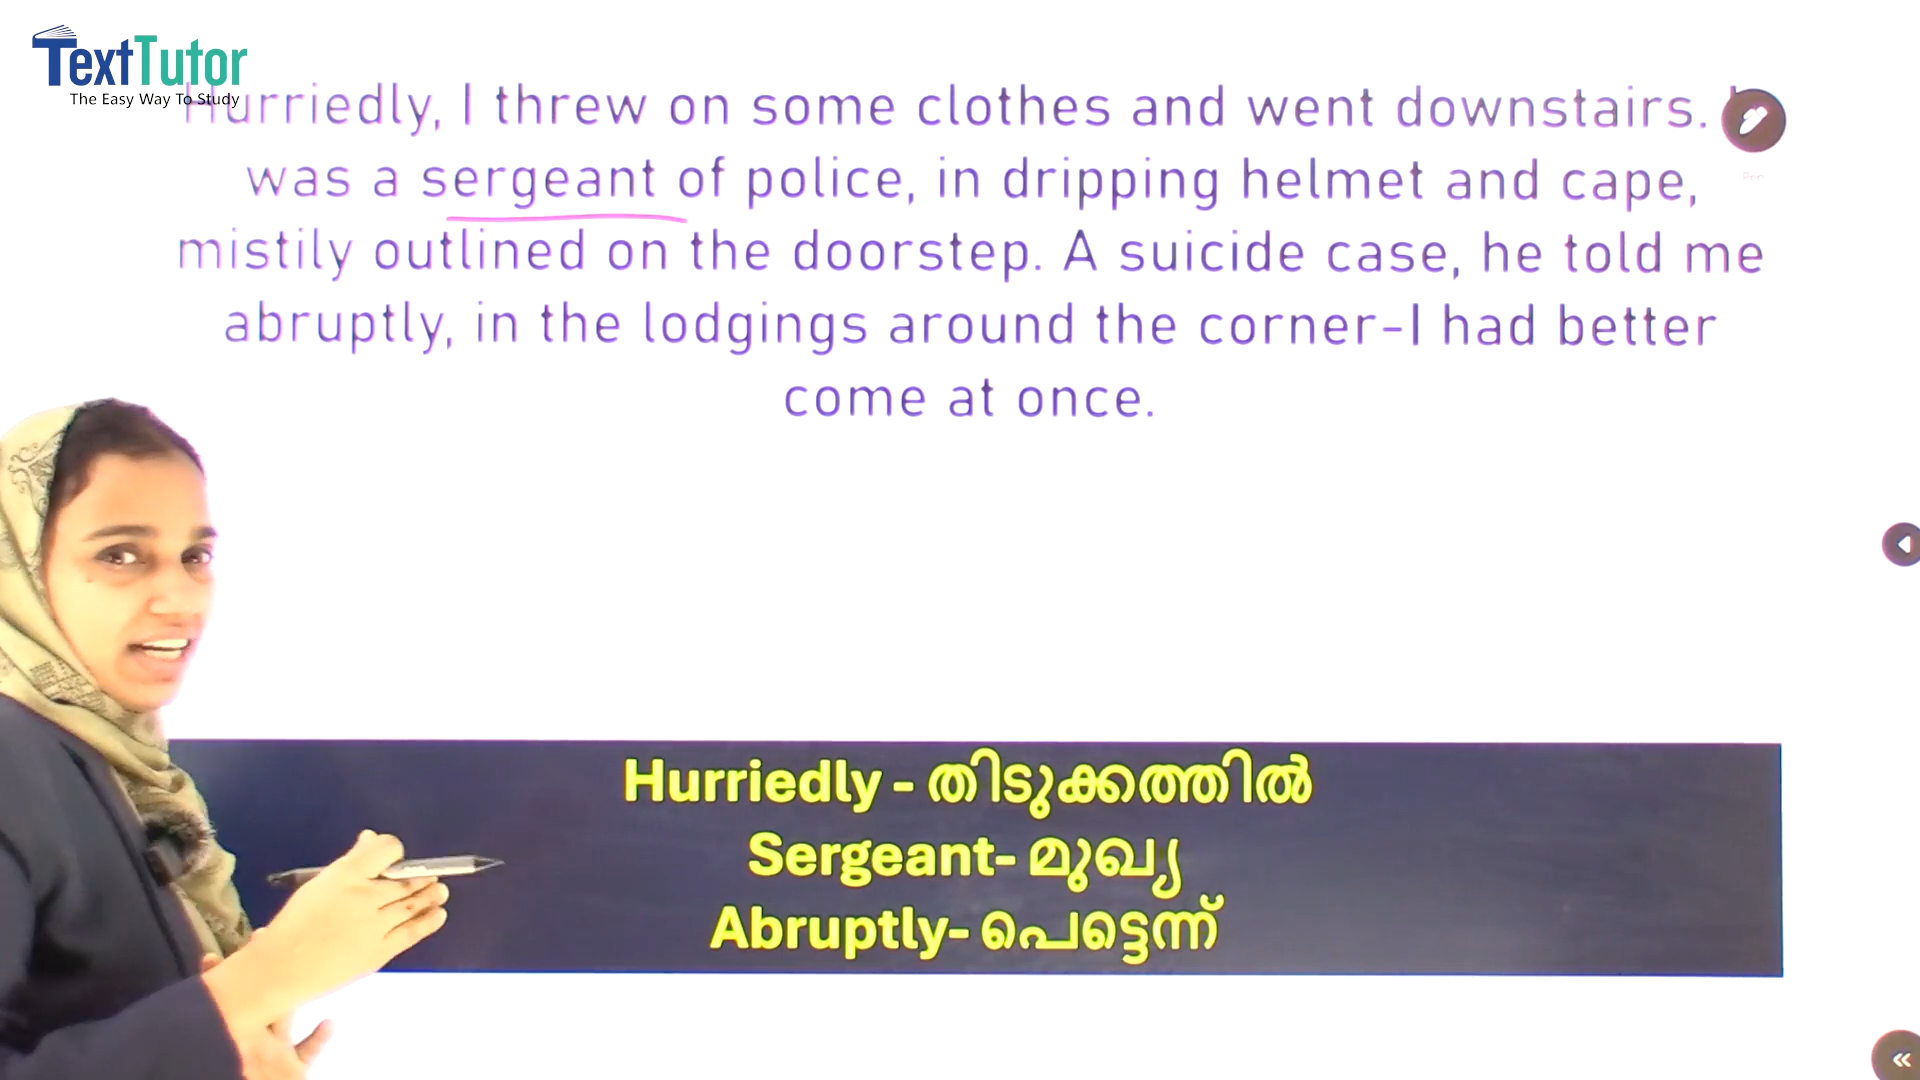 TextTutor
The Easy Way To Study
Hurriedly, I threw on some clothes and went downstairs.
was a sergeant of police, in dripping helmet and cape,
Pen
mistily outlined on the doorstep. A suicide case, he told me
abruptly, in the lodgings around the corner-I had better
come at once.
Hurriedly - തിടുക്കത്തിൽ
Sergeant- മുഖ്യ
Abruptly- പെട്ടെന്ന്